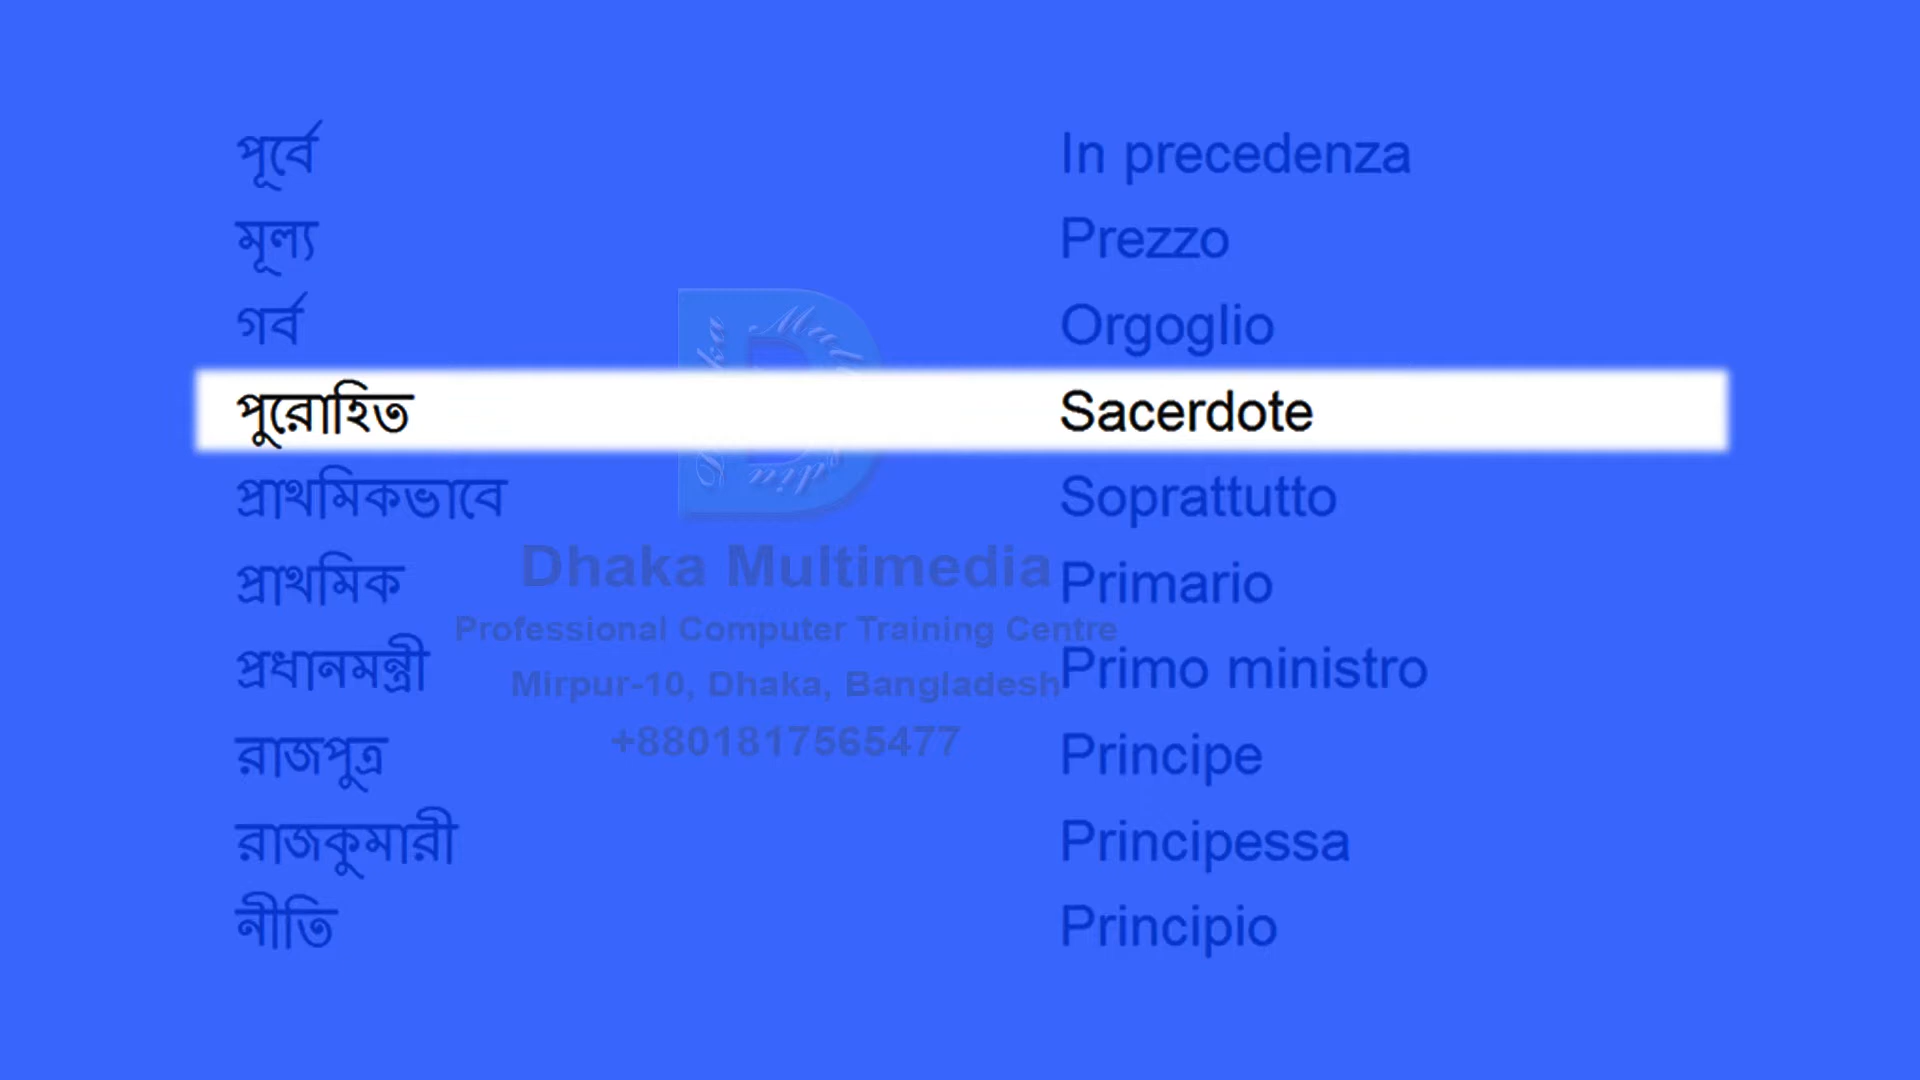 পূর্বে In precedenza
মূল্য Prezzo
গর্ব Orgoglio
পুরোহিত Sacerdote
প্রাথমিকভাবে Soprattutto
Dhaka Multimedia
প্রাথমিক Primario
Professional Computer Training Centre
প্রধানমন্ত্রী Primo ministro
Mirpur-10, Dhaka, Bangladesh
রাজপুত্র Principe
+8801817565477
রাজকুমারী Principessa
নীতি Principio